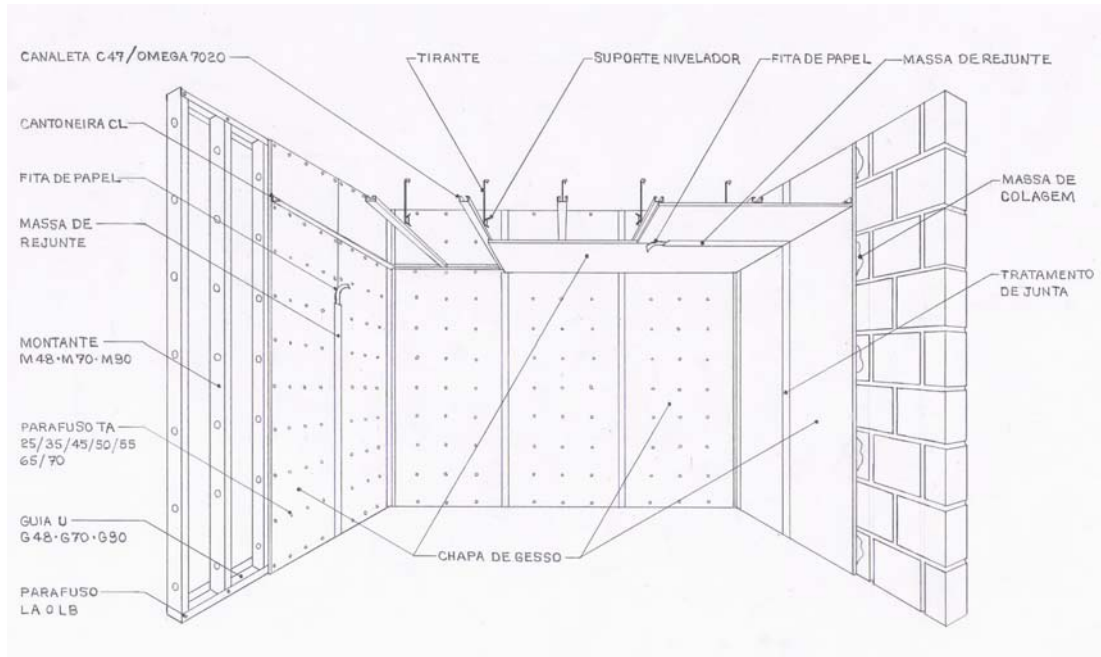 CANALETA C47/OMEGA 7020
TIRANTE
SUPORTE NIVELADOR
FITA DE PAPEL
MASSA DE REJUNTE
CANTONEIRA CL
FITA DE PAPEL
MASSA DE
REJUNTE
MONTANTE
M48·M70·M90
PARAFUSO TA
25/35/45/50/55
65/70
GUIA U
G48·G70·G90
PARAFUSO
LA O LB
CHAPA DE GESSO
MASSA DE
COLAGEM
TRATAMENTO
DE JUNTA